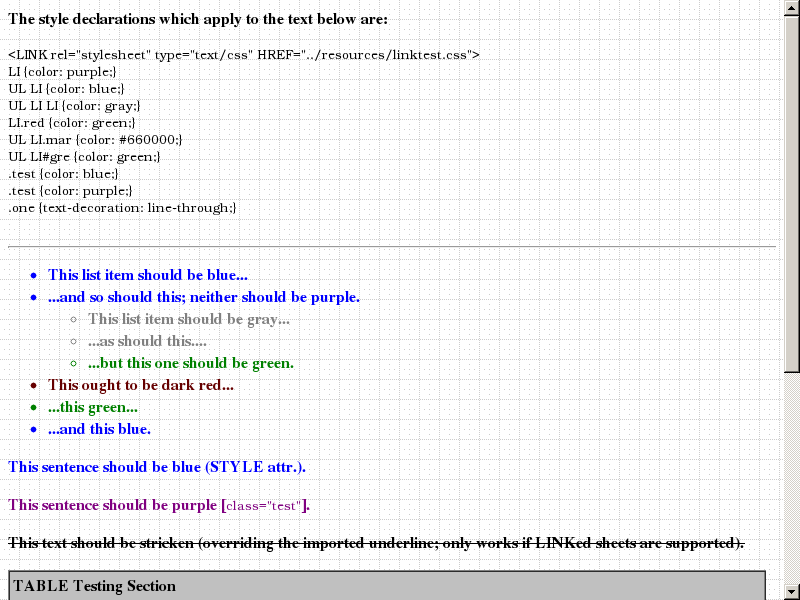 The style declarations which apply to the text below are:
<LINK rel="stylesheet" type="text/css" HREF="../resources/linktest.css">
LI {color: purple;}
UL LI {color: blue;}
UL LI LI {color: gray;}
LI.red {color: green;}
UL LI.mar {color: #660000;}
UL LI#gre {color: green;}
.test {color: blue;}
.test {color: purple;}
.one {text-decoration: line-through;}
This list item should be blue...
...and so should this; neither should be purple.
This list item should be gray...
...as should this....
...but this one should be green.
This ought to be dark red...
...this green...
...and this blue.
This sentence should be blue (STYLE attr.).
This sentence should be purple [class="test"].
This text should be stricken (overriding the imported underline; only works if LINKed sheets are supported).
TABLE Testing Section